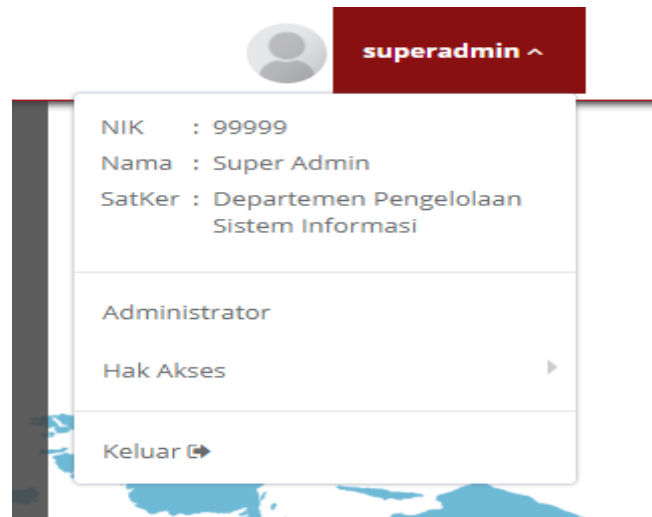 superadmin
NIK : 99999
Nama : Super Admin
SatKer : Departemen Pengelolaan
Sistem Informasi
Administrator
Hak Akses
Keluar